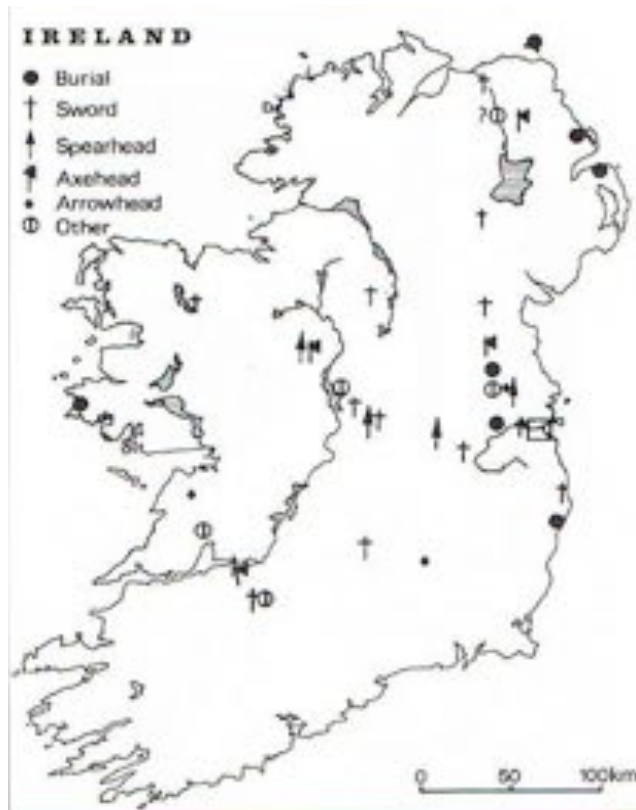 IRELAND
Burial
Sword
Spearhead
Axehead
Arrowhead
Other
?
0 50 100km